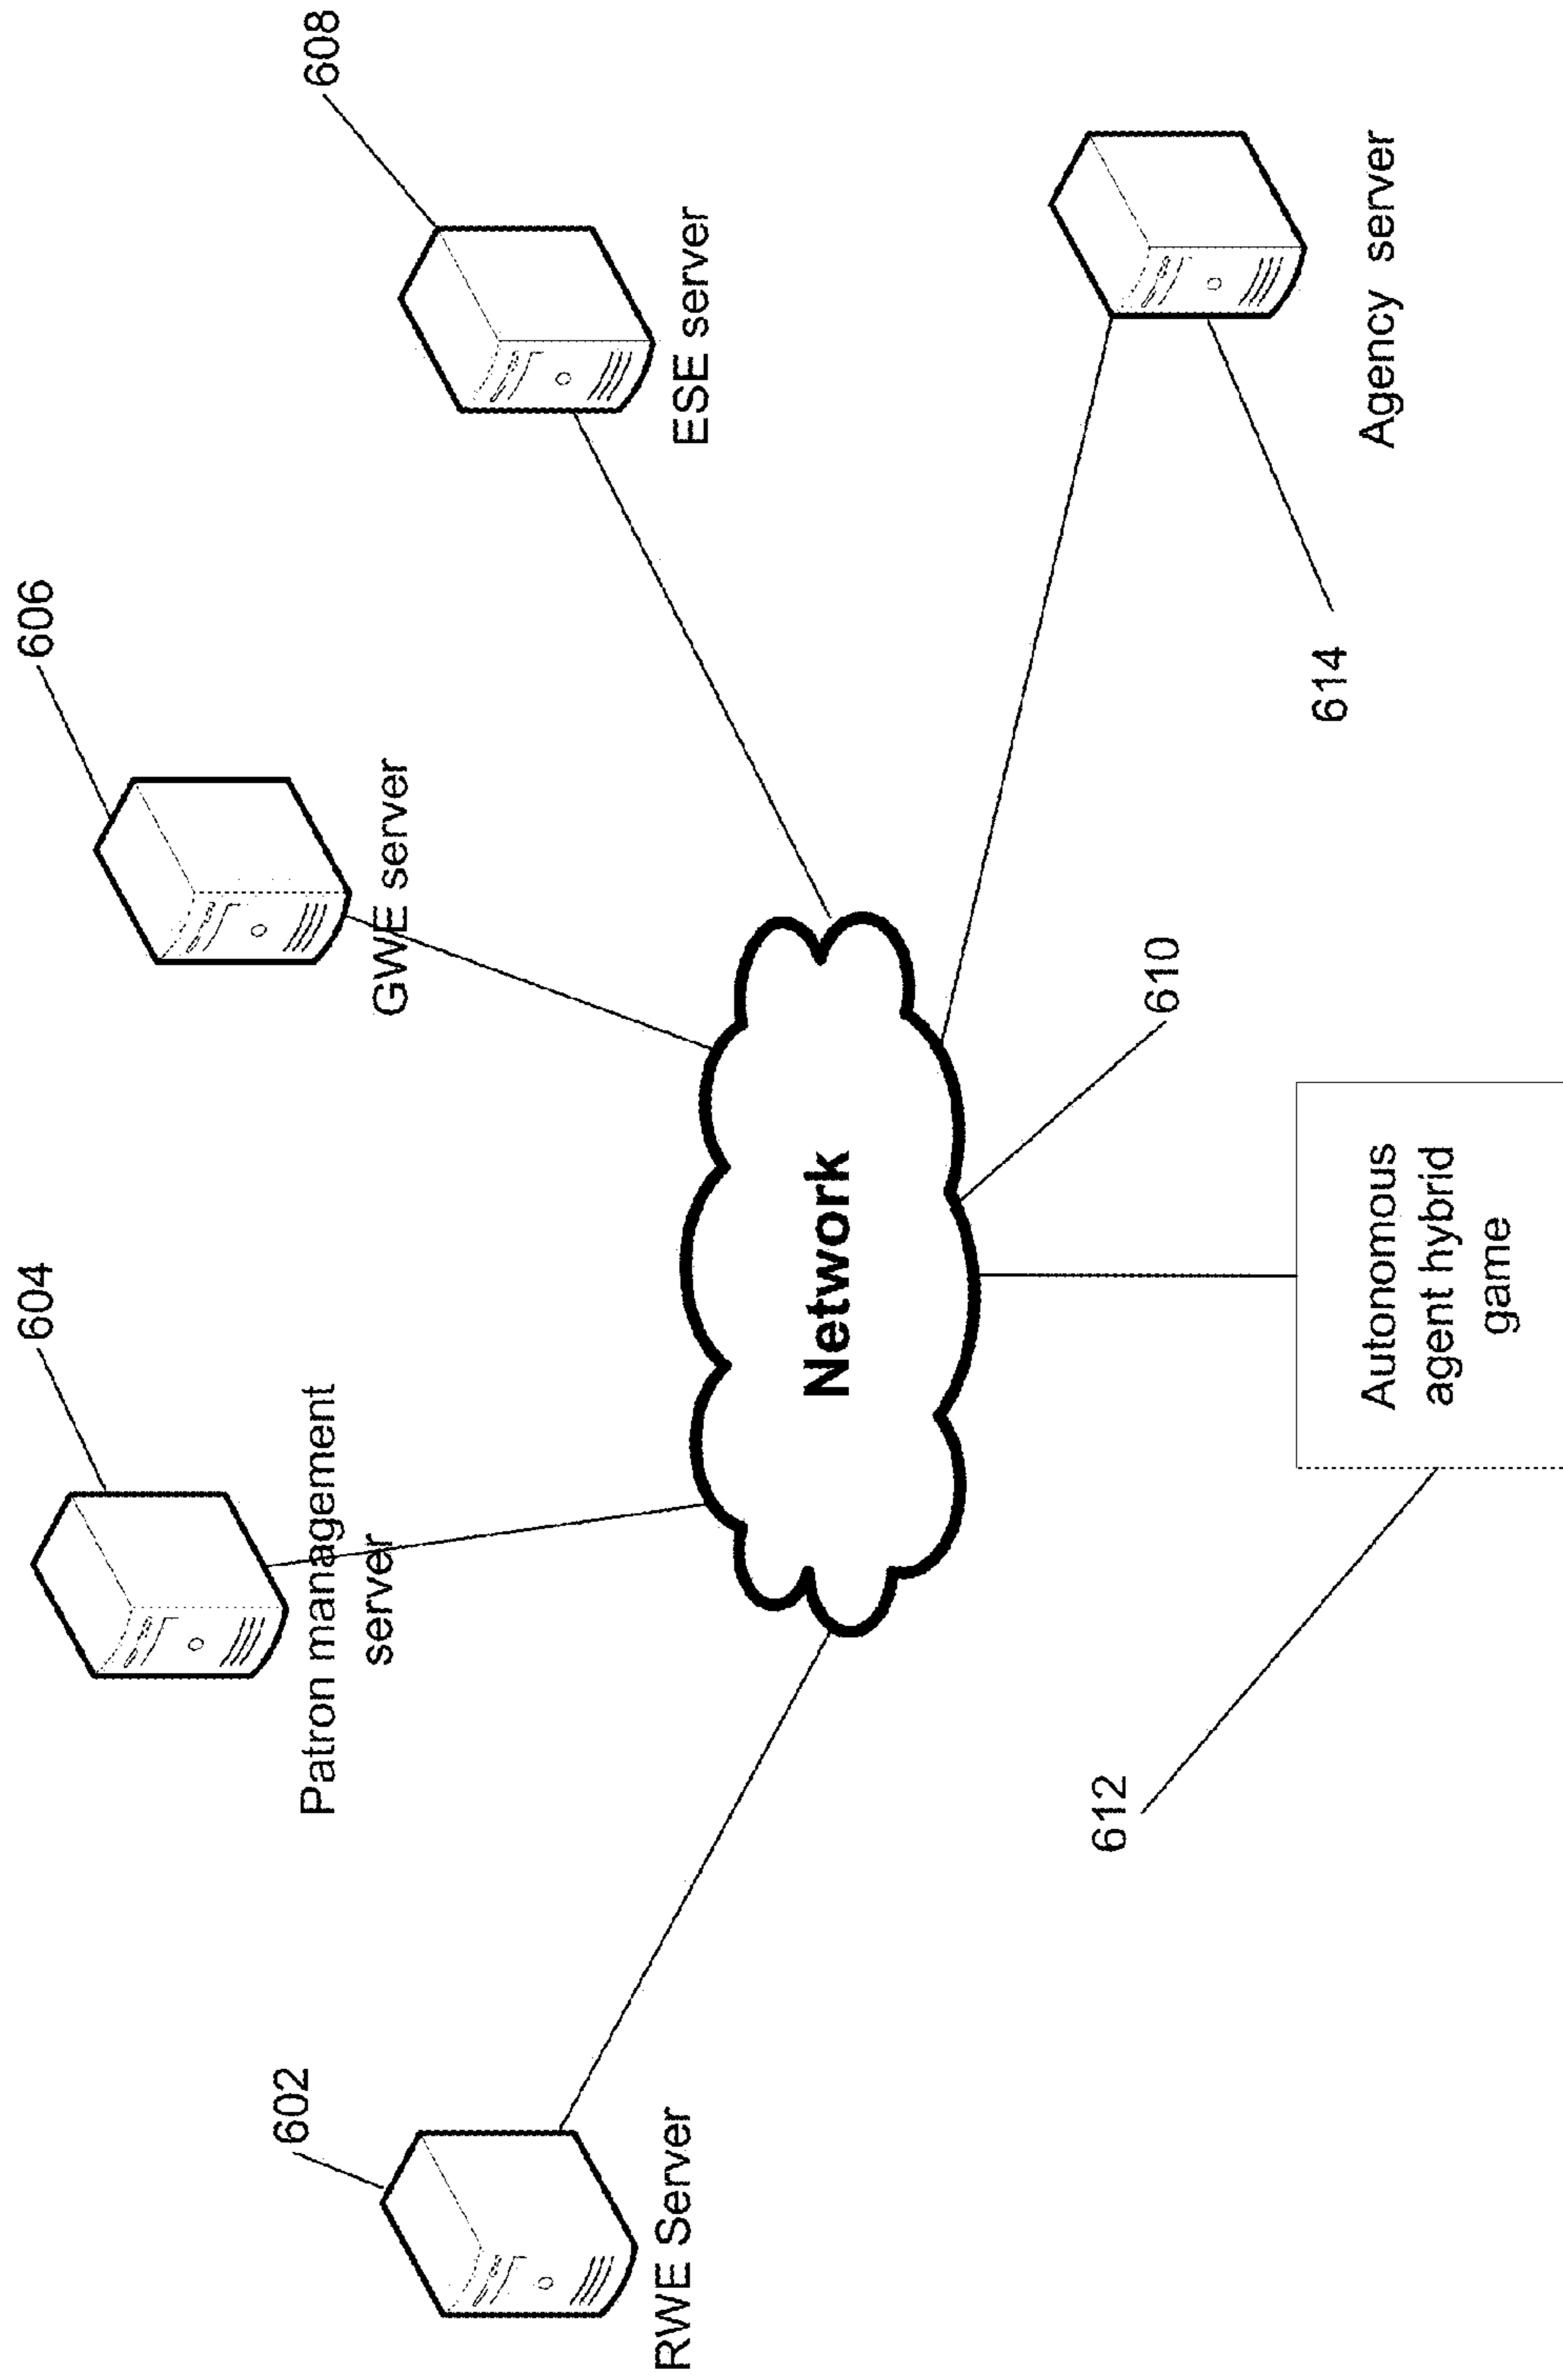 604
606
608
602
Patron management
server
GWE server
ESE server
RWE Server
Network
612
610
614
Agency server
Autonomous
agent hybrid
game